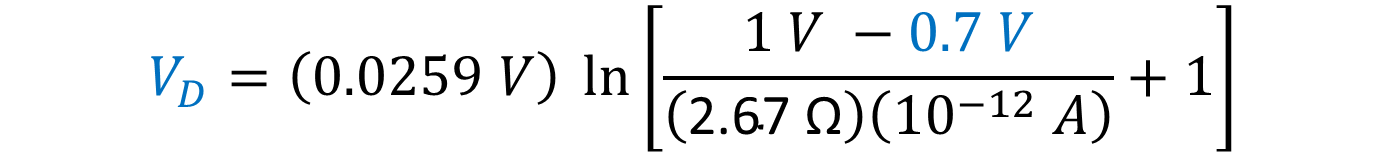 V_D = (0.0259 V) ln [ (1 V − 0.7 V) / ((2.67 Ω)(10^−12 A)) + 1 ]